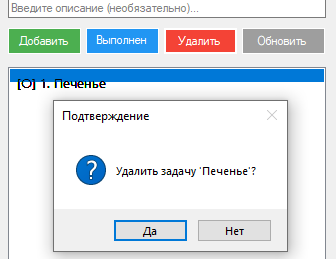 Введите описание (необязательно)...
Добавить Выполнен Удалить Обновить
[О] 1. Печенье
Подтверждение
Удалить задачу 'Печенье'?
Да Нет